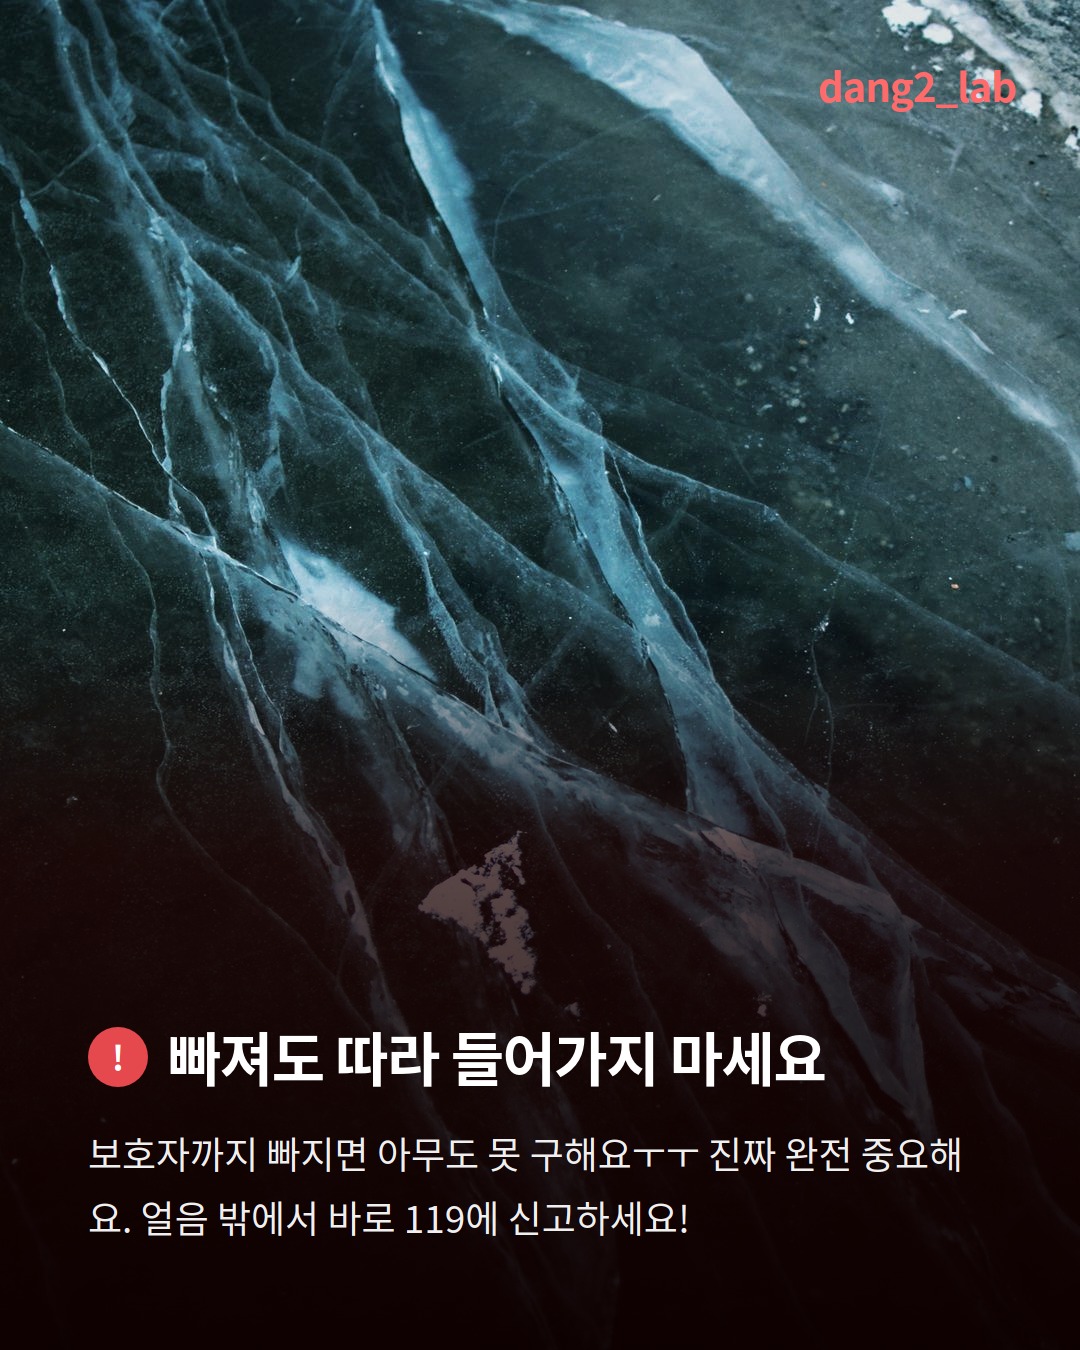 dang2_lab
! 빠져도 따라 들어가지 마세요
보호자까지 빠지면 아무도 못 구해요ㅜㅜ 진짜 완전 중요해
요. 얼음 밖에서 바로 119에 신고하세요!